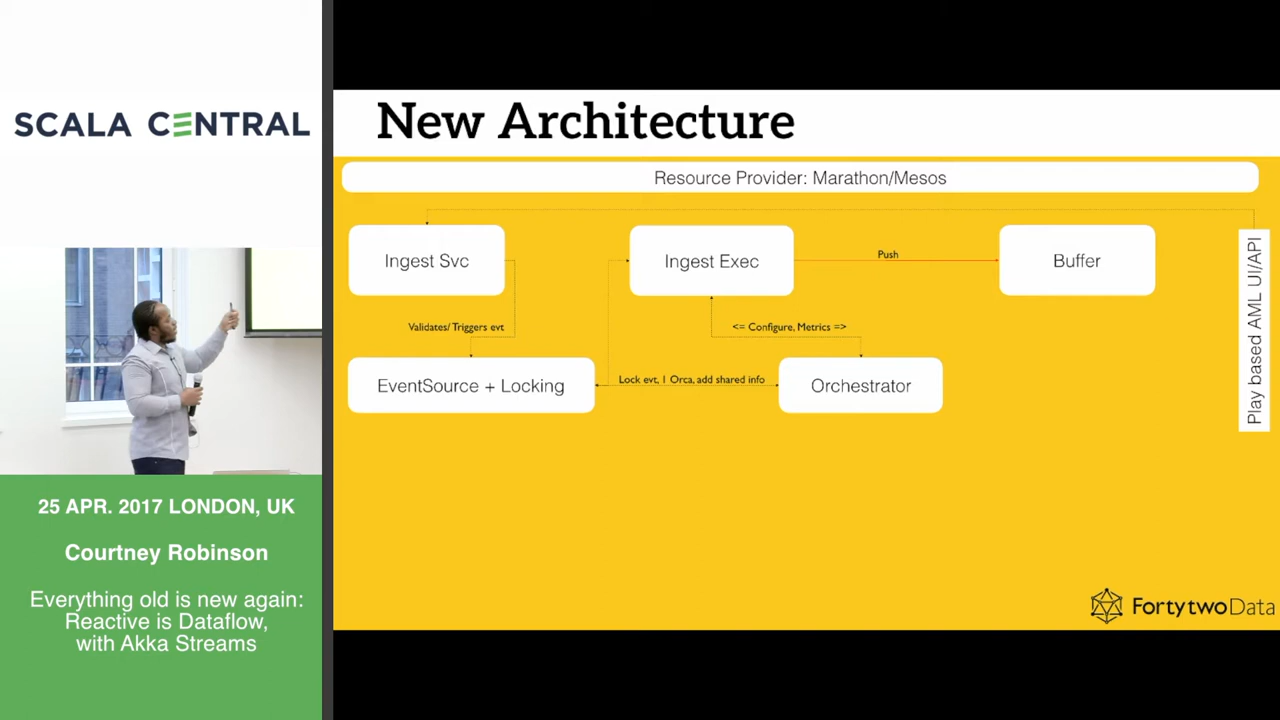 SCALA CENTRAL
25 APR. 2017 LONDON, UK
Courtney Robinson
Everything old is new again:
Reactive is Dataflow,
with Akka Streams
New Architecture
Resource Provider: Marathon/Mesos
Ingest Svc
Ingest Exec
Push
Buffer
Validates/ Triggers evt
<= Configure, Metrics =>
EventSource + Locking
Lock evt, 1 Orca, add shared info
Orchestrator
Play based AML UI/API
FortytwoData